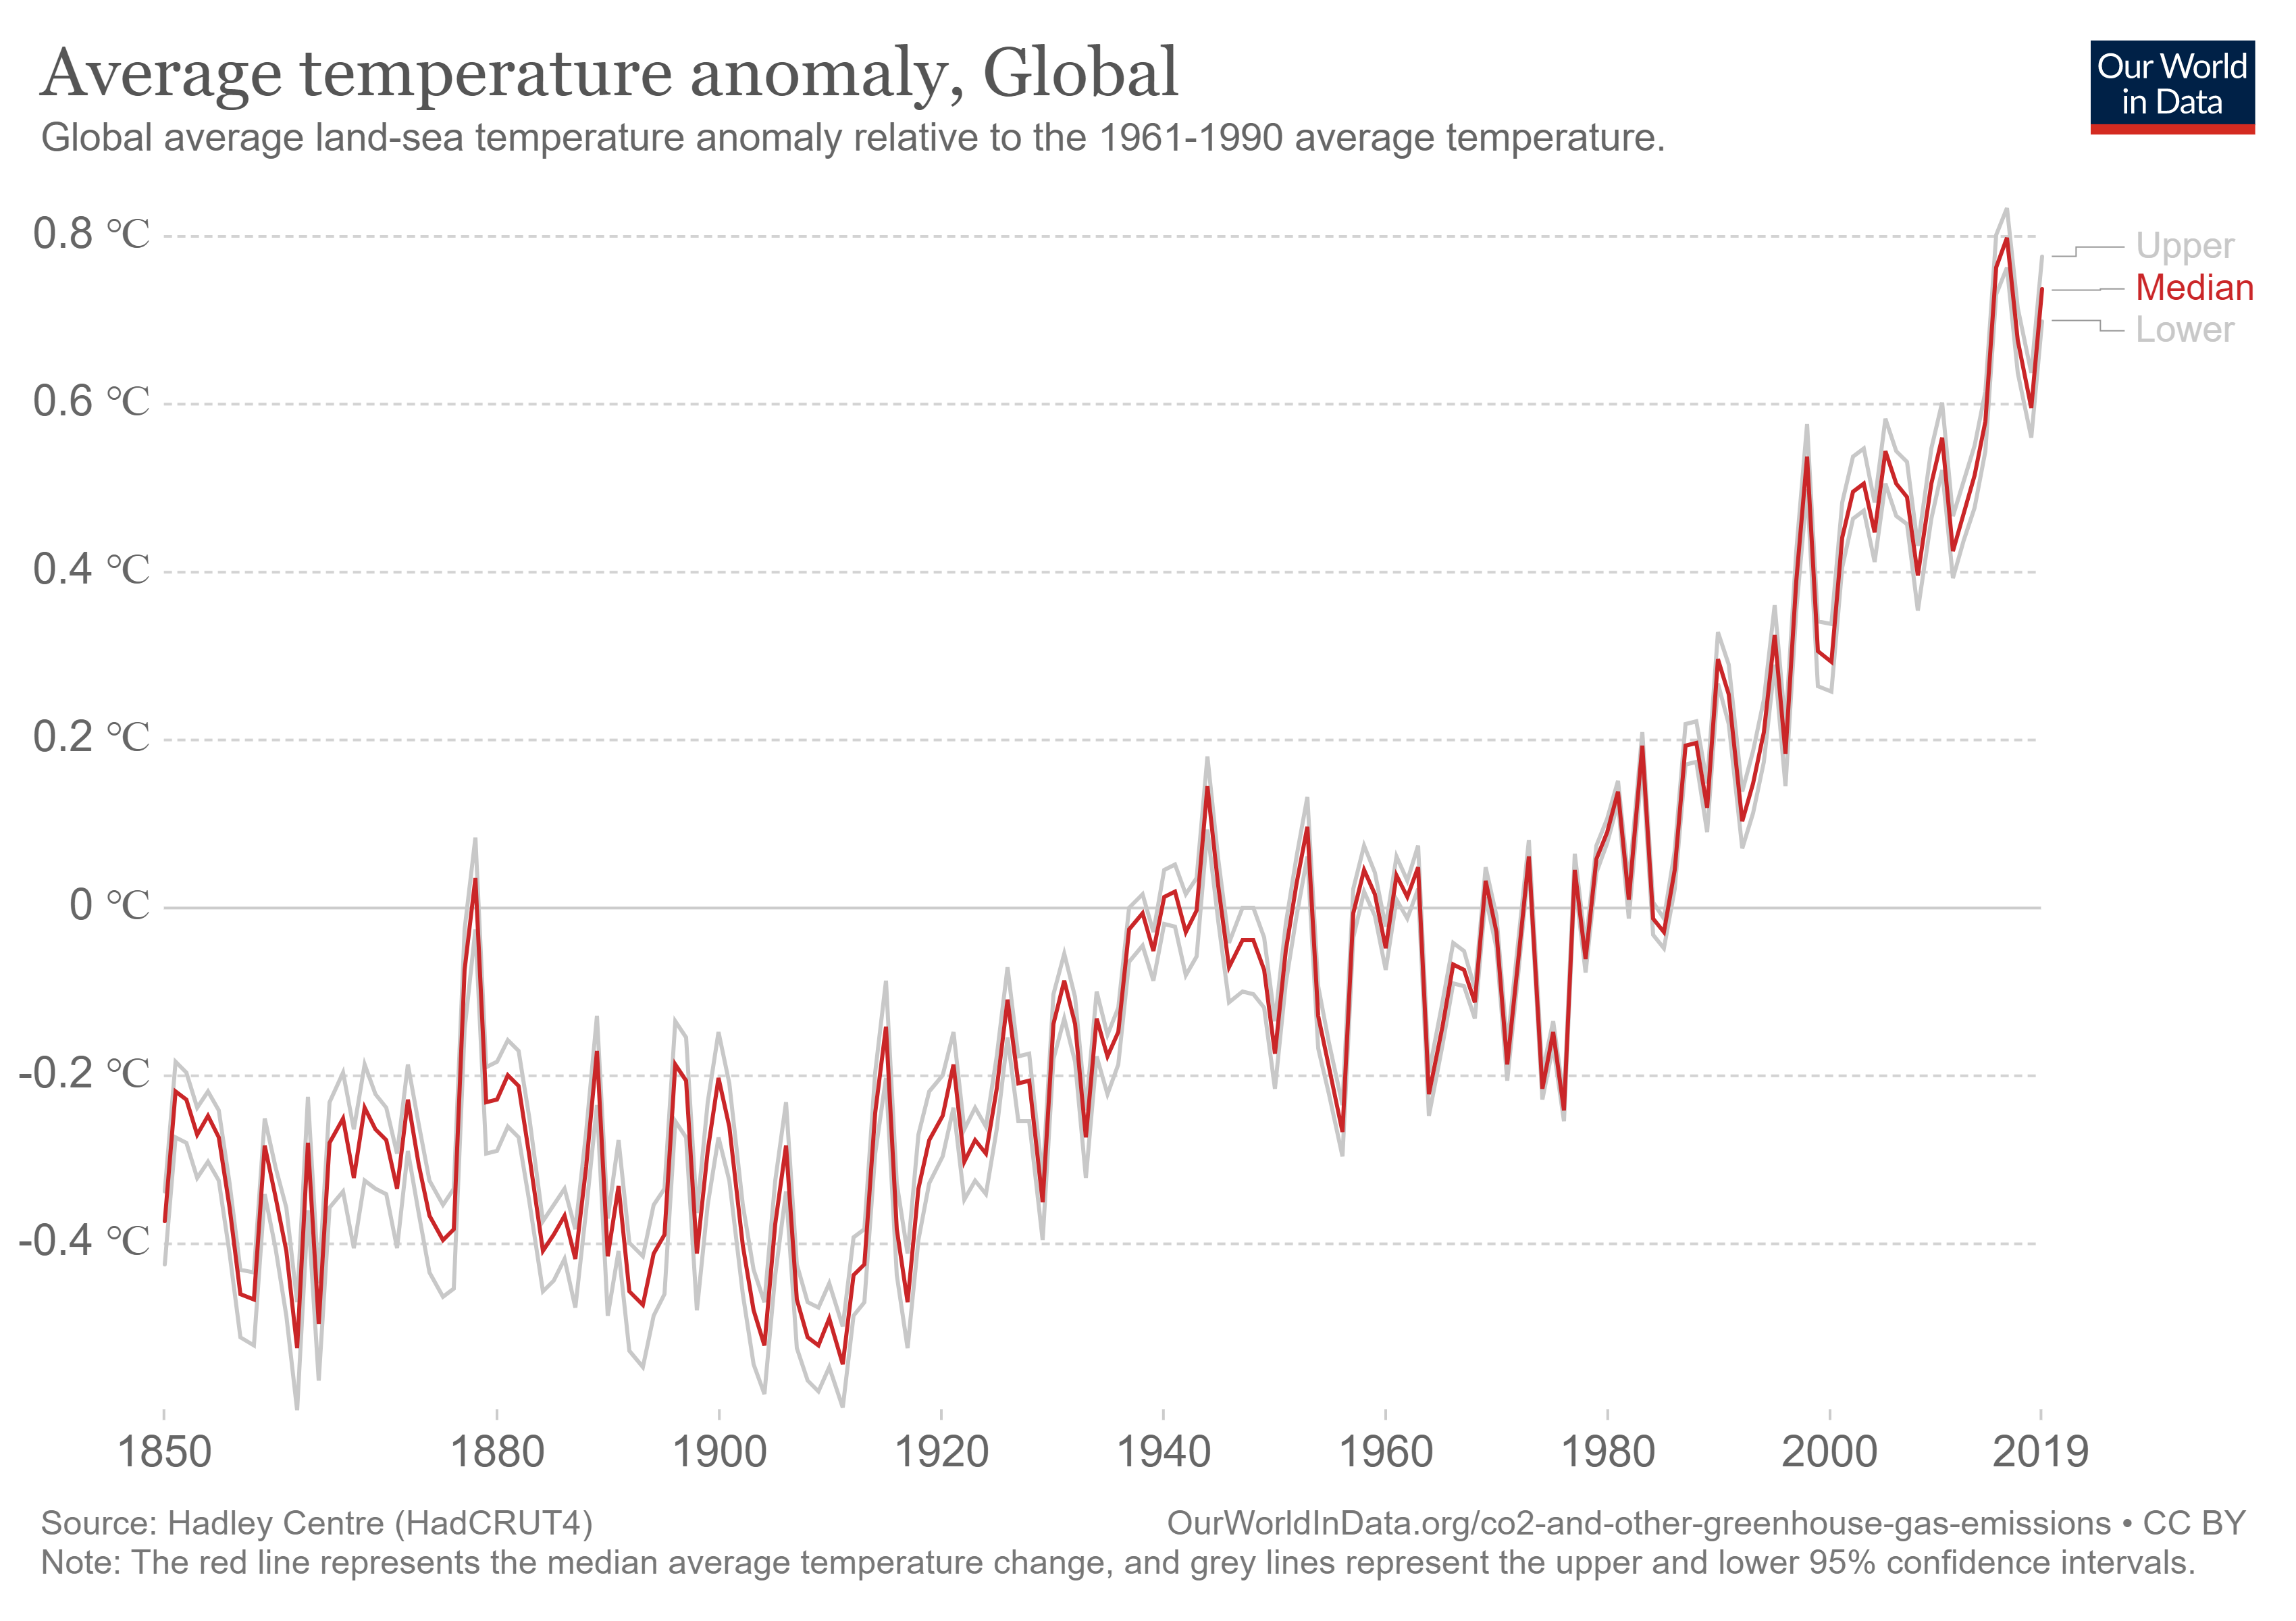 Average temperature anomaly, Global
Global average land-sea temperature anomaly relative to the 1961-1990 average temperature.
Our World
in Data
0.8 °C
0.6 °C
0.4 °C
0.2 °C
0 °C
-0.2 °C
-0.4 °C
Upper
Median
Lower
1850 1880 1900 1920 1940 1960 1980 2000 2019
Source: Hadley Centre (HadCRUT4)
OurWorldInData.org/co2-and-other-greenhouse-gas-emissions • CC BY
Note: The red line represents the median average temperature change, and grey lines represent the upper and lower 95% confidence intervals.